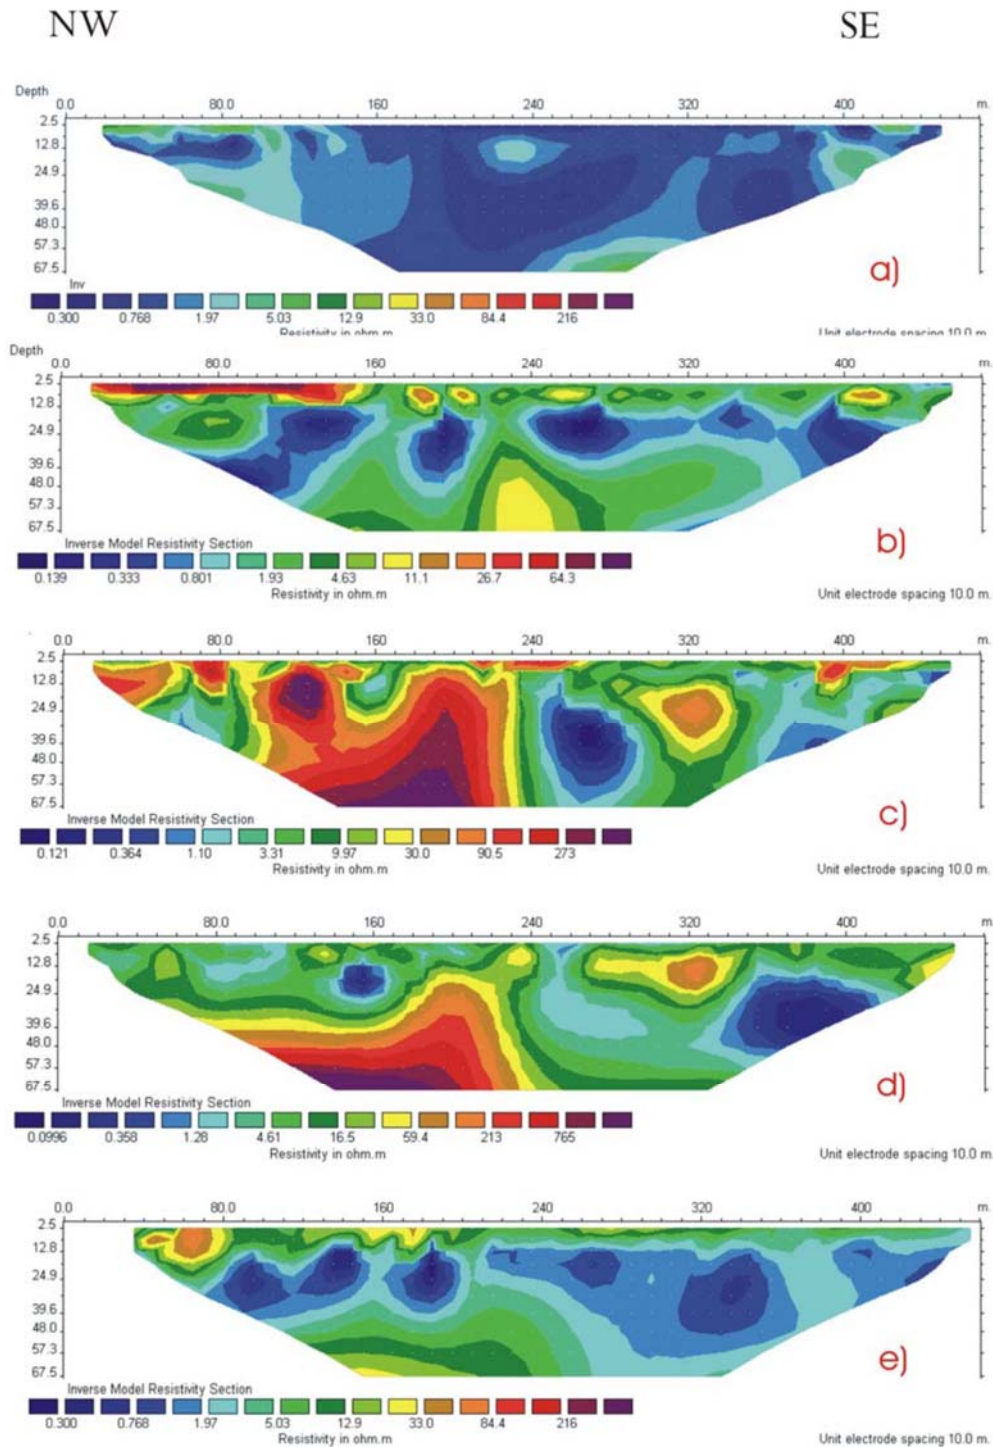 NW SE
Depth
0.0 80.0 160 240 320 400 m.
2.5
12.8
24.9
39.6
48.0
57.3
67.5
a)
Inv
0.300 0.768 1.97 5.03 12.9 33.0 84.4 216
Resistivity in ohm.m Unit electrode spacing 10.0 m.
Depth
0.0 80.0 160 240 320 400 m.
2.5
12.8
24.9
39.6
48.0
57.3
67.5
b)
Inverse Model Resistivity Section
0.139 0.333 0.801 1.93 4.63 11.1 26.7 64.3
Resistivity in ohm.m Unit electrode spacing 10.0 m.
0.0 80.0 160 240 320 400 m.
2.5
12.8
24.9
39.6
48.0
57.3
67.5
c)
Inverse Model Resistivity Section
0.121 0.364 1.10 3.31 9.97 30.0 90.5 273
Resistivity in ohm.m Unit electrode spacing 10.0 m.
0.0 80.0 160 240 320 400 m
2.5
12.8
24.9
39.6
48.0
57.3
67.5
d)
Inverse Model Resistivity Section
0.0996 0.358 1.28 4.61 16.5 59.4 213 765
Resistivity in ohm.m Unit electrode spacing 10.0 m
0.0 80.0 160 240 320 400 m.
2.5
12.8
24.9
39.6
48.0
57.3
67.5
e)
Inverse Model Resistivity Section
0.300 0.768 1.97 5.03 12.9 33.0 84.4 216
Resistivity in ohm.m Unit electrode spacing 10.0 m.